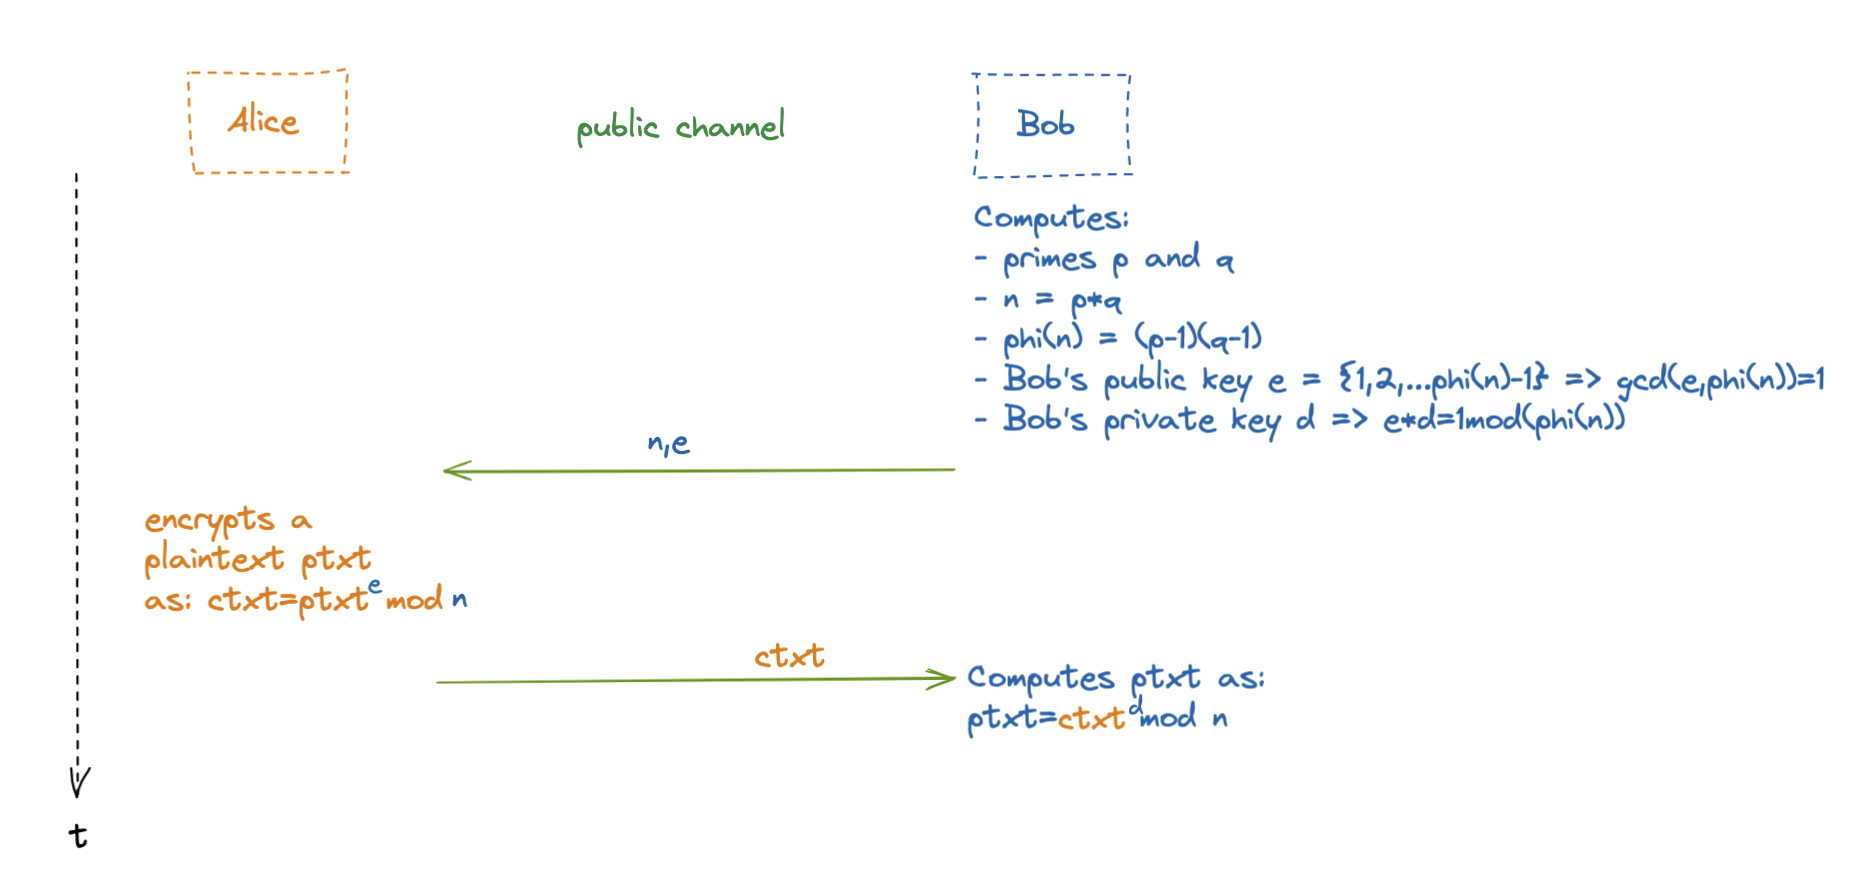 Alice
public channel
Bob
Computes:
- primes p and q
- n = p*q
- phi(n) = (p-1)(q-1)
- Bob's public key e = {1,2,...phi(n)-1} => gcd(e,phi(n))=1
- Bob's private key d => e*d=1mod(phi(n))
n,e
encrypts a
plaintext ptxt
as: ctxt=ptxt^e mod n
ctxt
Computes ptxt as:
ptxt=ctxt^d mod n
t